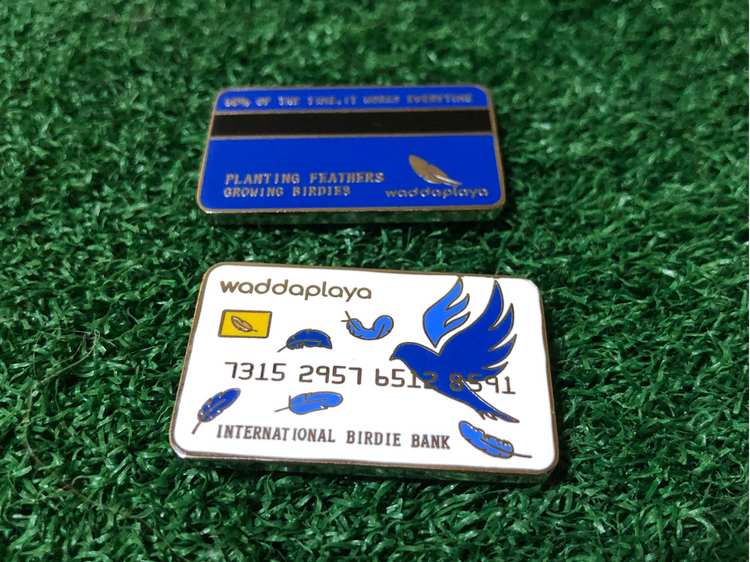 60% OF THE TIME, IT WORKS EVERYTIME
PLANTING FEATHERS
GROWING BIRDIES
waddaplaya
waddaplaya
7315 2957 6512 8591
INTERNATIONAL BIRDIE BANK